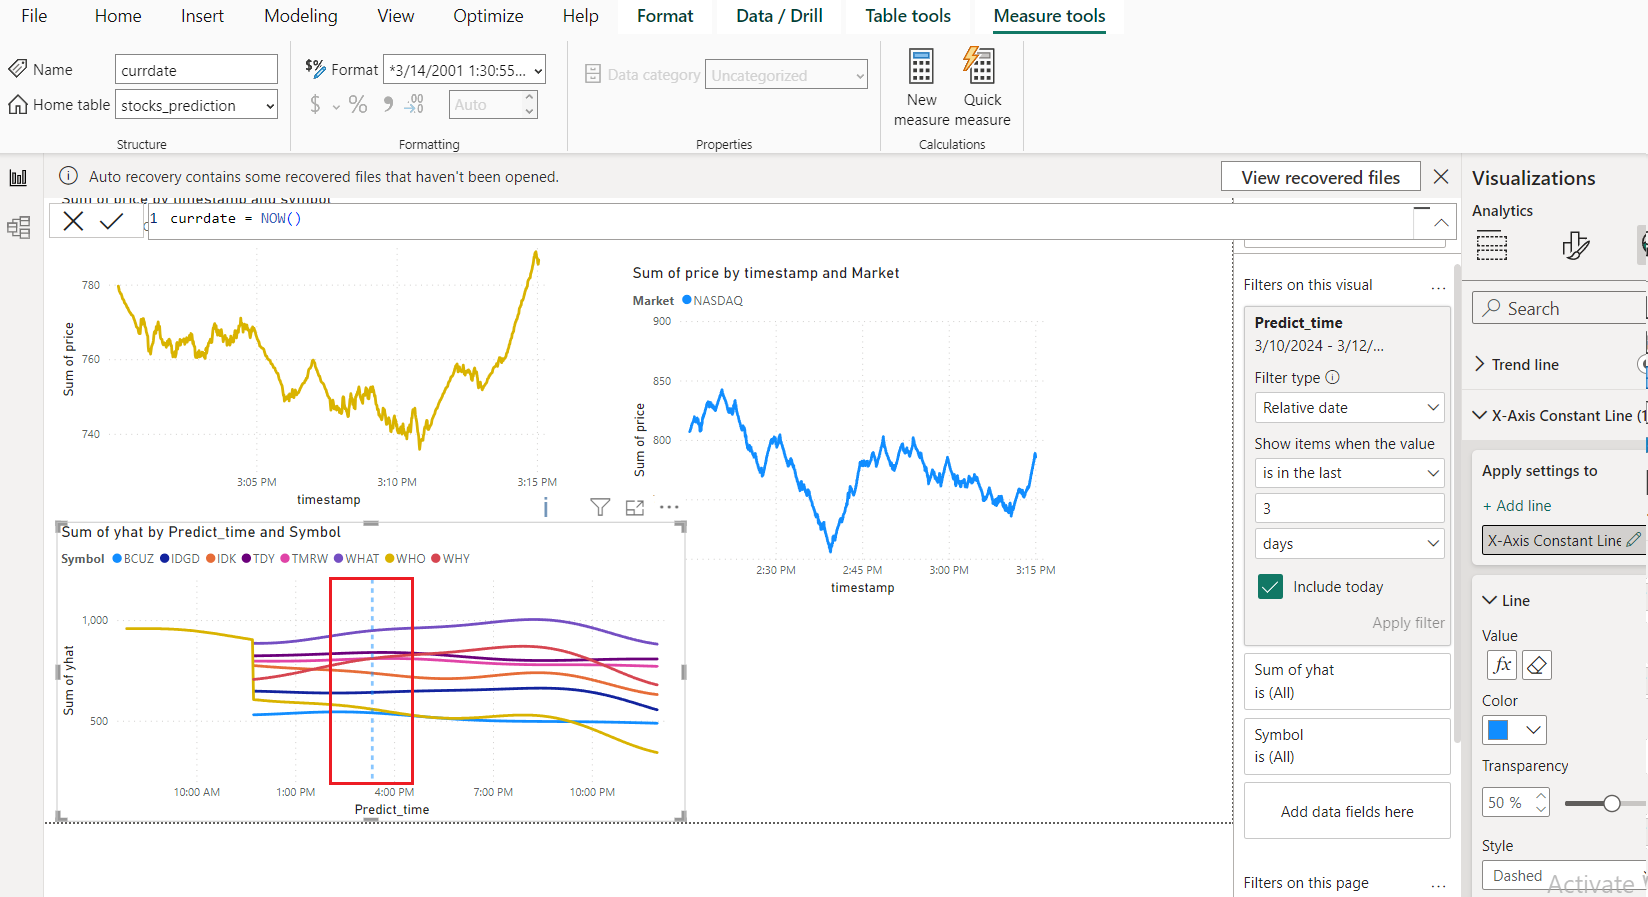 File Home Insert Modeling View Optimize Help Format Data / Drill Table tools Measure tools
Name currdate
Home table stocks_prediction
Structure
$% Format *3/14/2001 1:30:55...
$ % , .00 →0 Auto
Formatting
Data category Uncategorized
Properties
New measure
Quick measure
Calculations
Auto recovery contains some recovered files that haven't been opened.
View recovered files
Sum of price by timestamp and symbol
1 currdate = NOW()
780
760
740
Sum of price
3:05 PM 3:10 PM 3:15 PM
timestamp
Sum of price by timestamp and Market
Market NASDAQ
900
850
800
Sum of price
2:30 PM 2:45 PM 3:00 PM 3:15 PM
timestamp
Sum of yhat by Predict_time and Symbol
Symbol BCUZ IDGD IDK TDY TMRW WHAT WHO WHY
1,000
500
Sum of yhat
10:00 AM 1:00 PM 4:00 PM 7:00 PM 10:00 PM
Predict_time
Filters on this visual ...
Predict_time
3/10/2024 - 3/12/...
Filter type
Relative date
Show items when the value
is in the last
3
days
Include today
Apply filter
Sum of yhat
is (All)
Symbol
is (All)
Add data fields here
Filters on this page ...
Visualizations
Analytics
Search
Trend line
X-Axis Constant Line (1
Apply settings to
+ Add line
X-Axis Constant Line
Line
Value
fx
Color
Transparency
50 %
Style
Dashed
Activate W